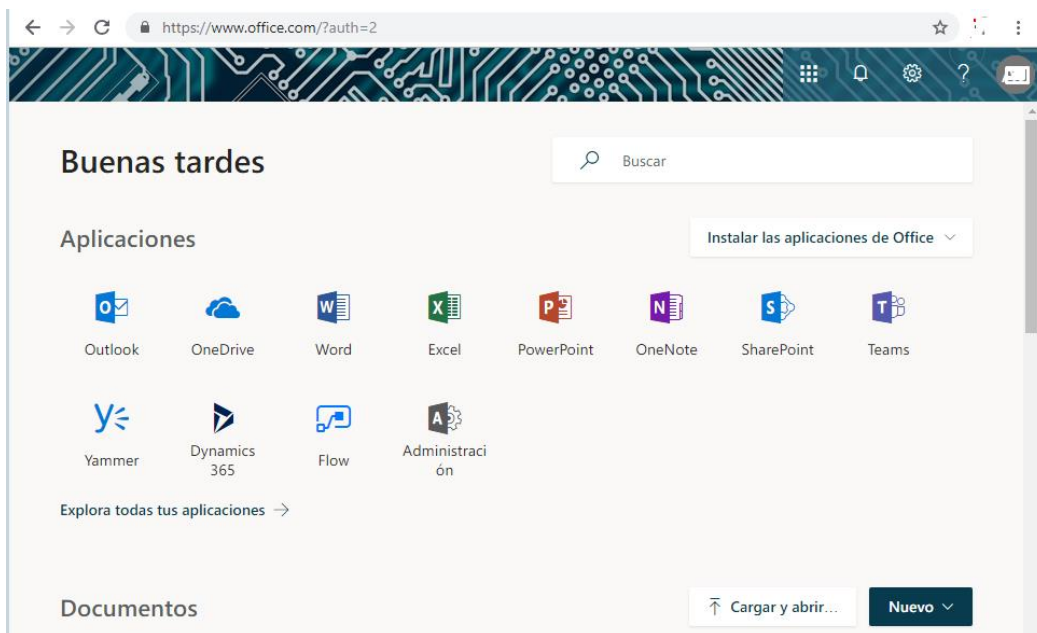 https://www.office.com/?auth=2
Buenas tardes
Buscar
Aplicaciones
Instalar las aplicaciones de Office
Outlook
OneDrive
Word
Excel
PowerPoint
OneNote
SharePoint
Teams
Yammer
Dynamics
365
Flow
Administraci
ón
Explora todas tus aplicaciones →
Documentos
Cargar y abrir...
Nuevo